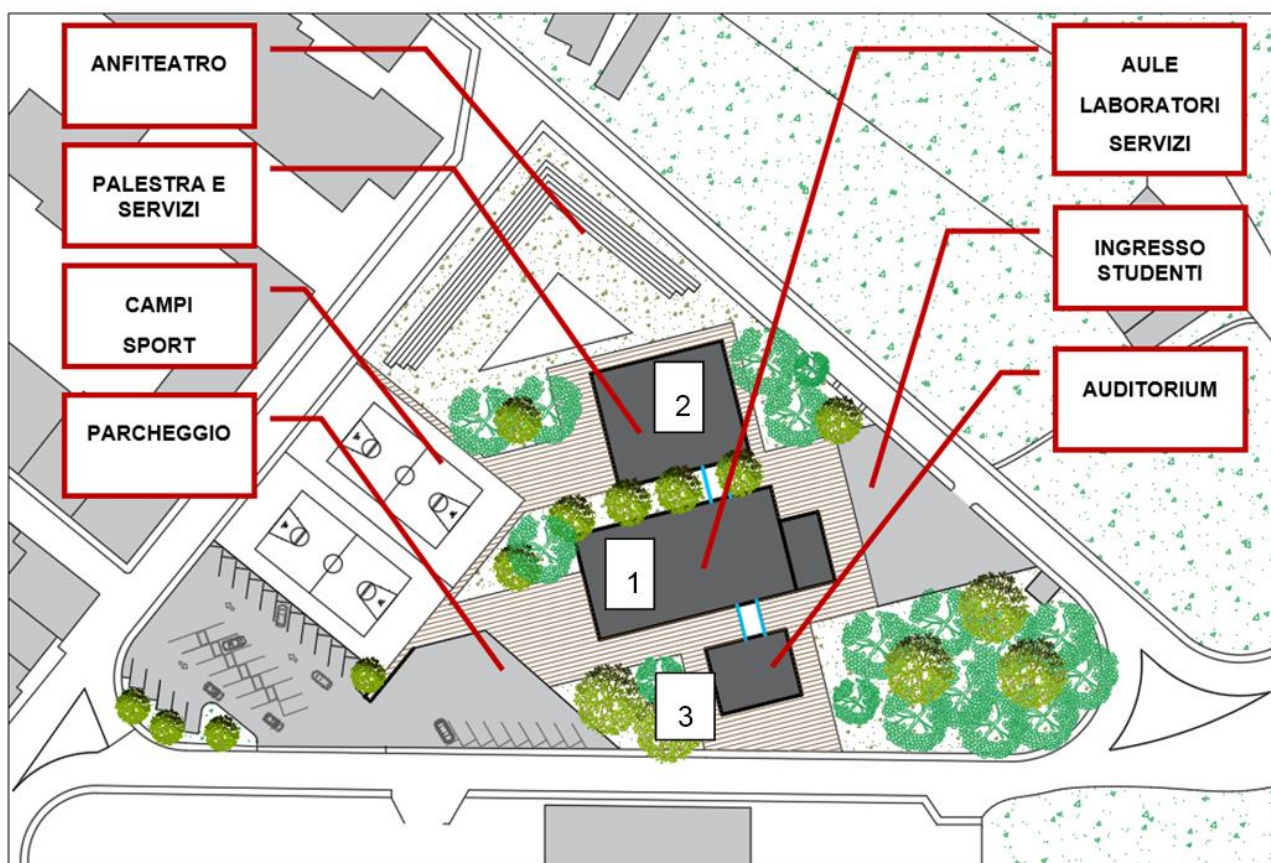 ANFITEATRO
PALESTRA E
SERVIZI
CAMPI
SPORT
PARCHEGGIO
AULE
LABORATORI
SERVIZI
INGRESSO
STUDENTI
AUDITORIUM
2
1
3